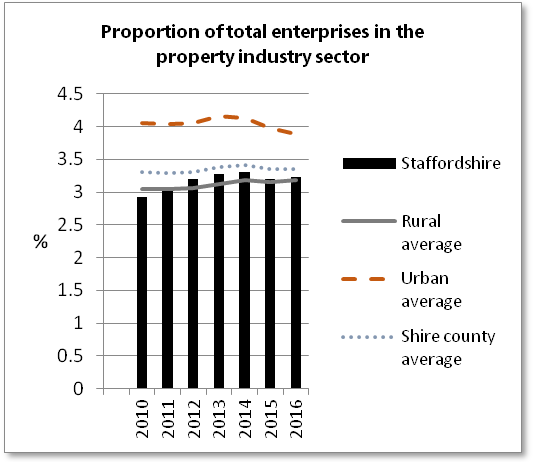 Proportion of total enterprises in the
property industry sector
4.5
4
3.5
3
2.5
2
1.5
1
0.5
0
%
2010
2011
2012
2013
2014
2015
2016
Staffordshire
Rural
average
Urban
average
Shire county
average